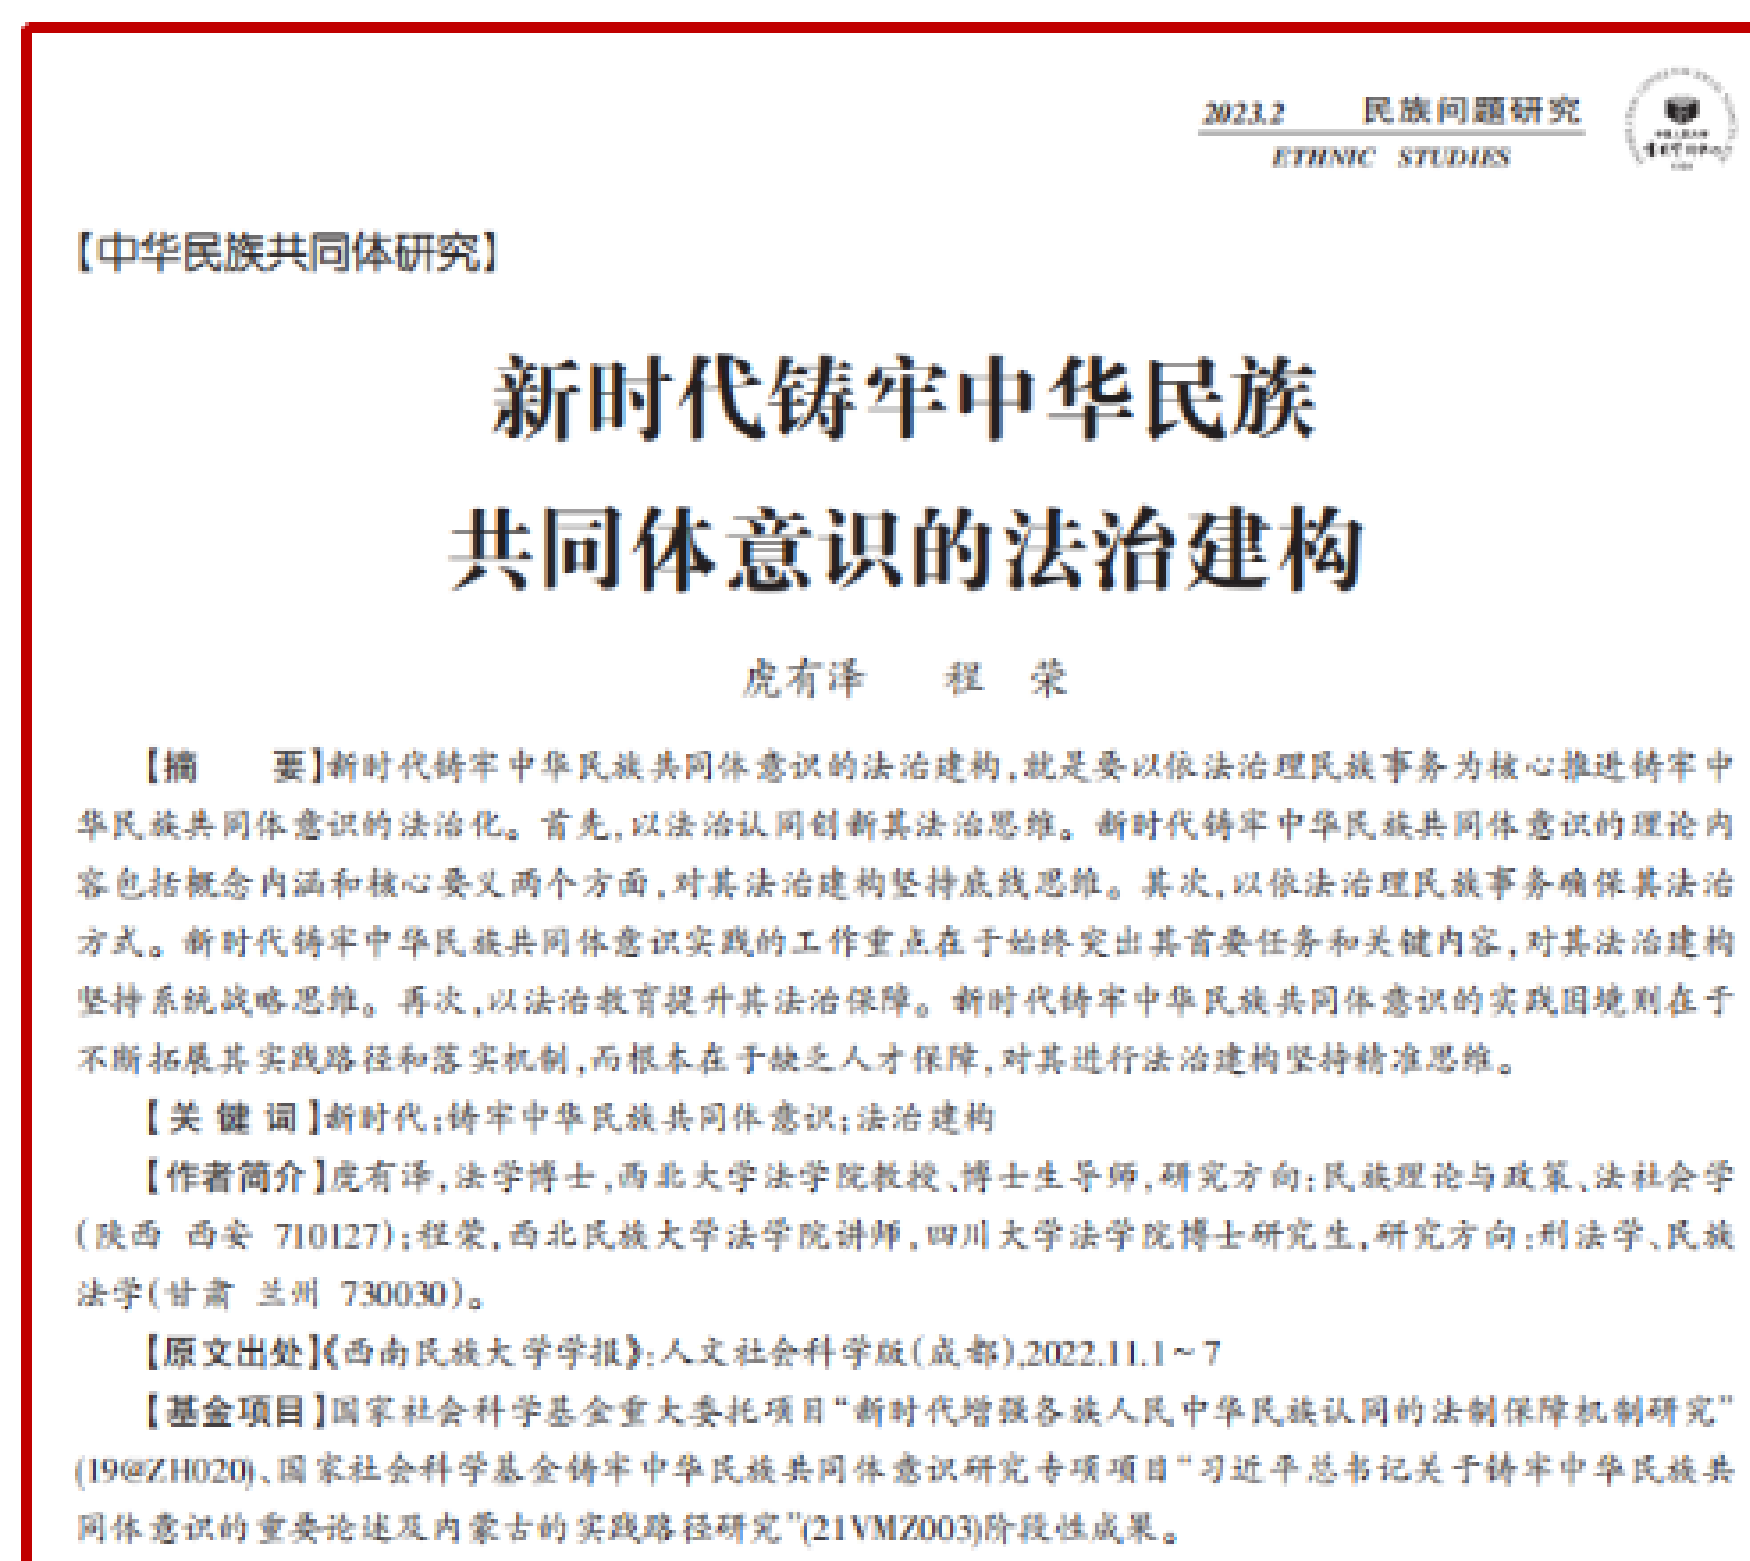 2023.2 民族问题研究
ETHNIC STUDIES
【中华民族共同体研究】
新时代铸牢中华民族
共同体意识的法治建构
虎有泽 程 荣
【摘 要】新时代铸牢中华民族共同体意识的法治建构,就是要以依法治理民族事务为核心推进铸牢中
华民族共同体意识的法治化。首先,以法治认同创新其法治思维。新时代铸牢中华民族共同体意识的理论内
容包括概念内涵和核心要义两个方面,对其法治建构坚持底线思维。其次,以依法治理民族事务确保其法治
方式。新时代铸牢中华民族共同体意识实践的工作重点在于始终突出其首要任务和关键内容,对其法治建构
坚持系统战略思维。再次,以法治教育提升其法治保障。新时代铸牢中华民族共同体意识的实践困境则在于
不断拓展其实践路径和落实机制,而根本在于缺乏人才保障,对其进行法治建构坚持精准思维。
【关 键 词】新时代;铸牢中华民族共同体意识;法治建构
【作者简介】虎有泽,法学博士,西北大学法学院教授、博士生导师,研究方向:民族理论与政策、法社会学
(陕西 西安 710127);程荣,西北民族大学法学院讲师,四川大学法学院博士研究生,研究方向:刑法学、民族
法学(甘肃 兰州 730030)。
【原文出处】《西南民族大学学报》:人文社会科学版(成都),2022.11.1~7
【基金项目】国家社会科学基金重大委托项目“新时代增强各族人民中华民族认同的法制保障机制研究”
(19@ZH020)、国家社会科学基金铸牢中华民族共同体意识研究专项项目“习近平总书记关于铸牢中华民族共
同体意识的重要论述及内蒙古的实践路径研究”(21VMZ003)阶段性成果。